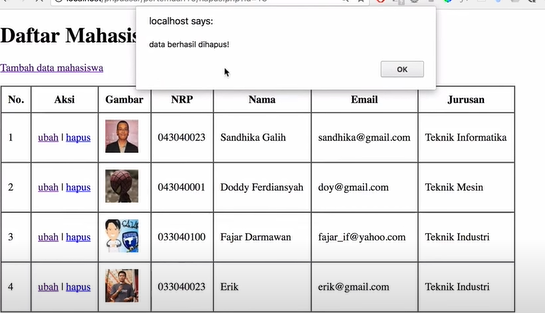 localhost says:
data berhasil dihapus!
OK
Daftar Mahasis
Tambah data mahasiswa
No. Aksi Gambar NRP Nama Email Jurusan
1 ubah | hapus 043040023 Sandhika Galih sandhika@gmail.com Teknik Informatika
2 ubah | hapus 043040001 Doddy Ferdiansyah doy@gmail.com Teknik Mesin
3 ubah | hapus 033040100 Fajar Darmawan fajar_if@yahoo.com Teknik Industri
4 ubah | hapus 033040023 Erik erik@gmail.com Teknik Industri